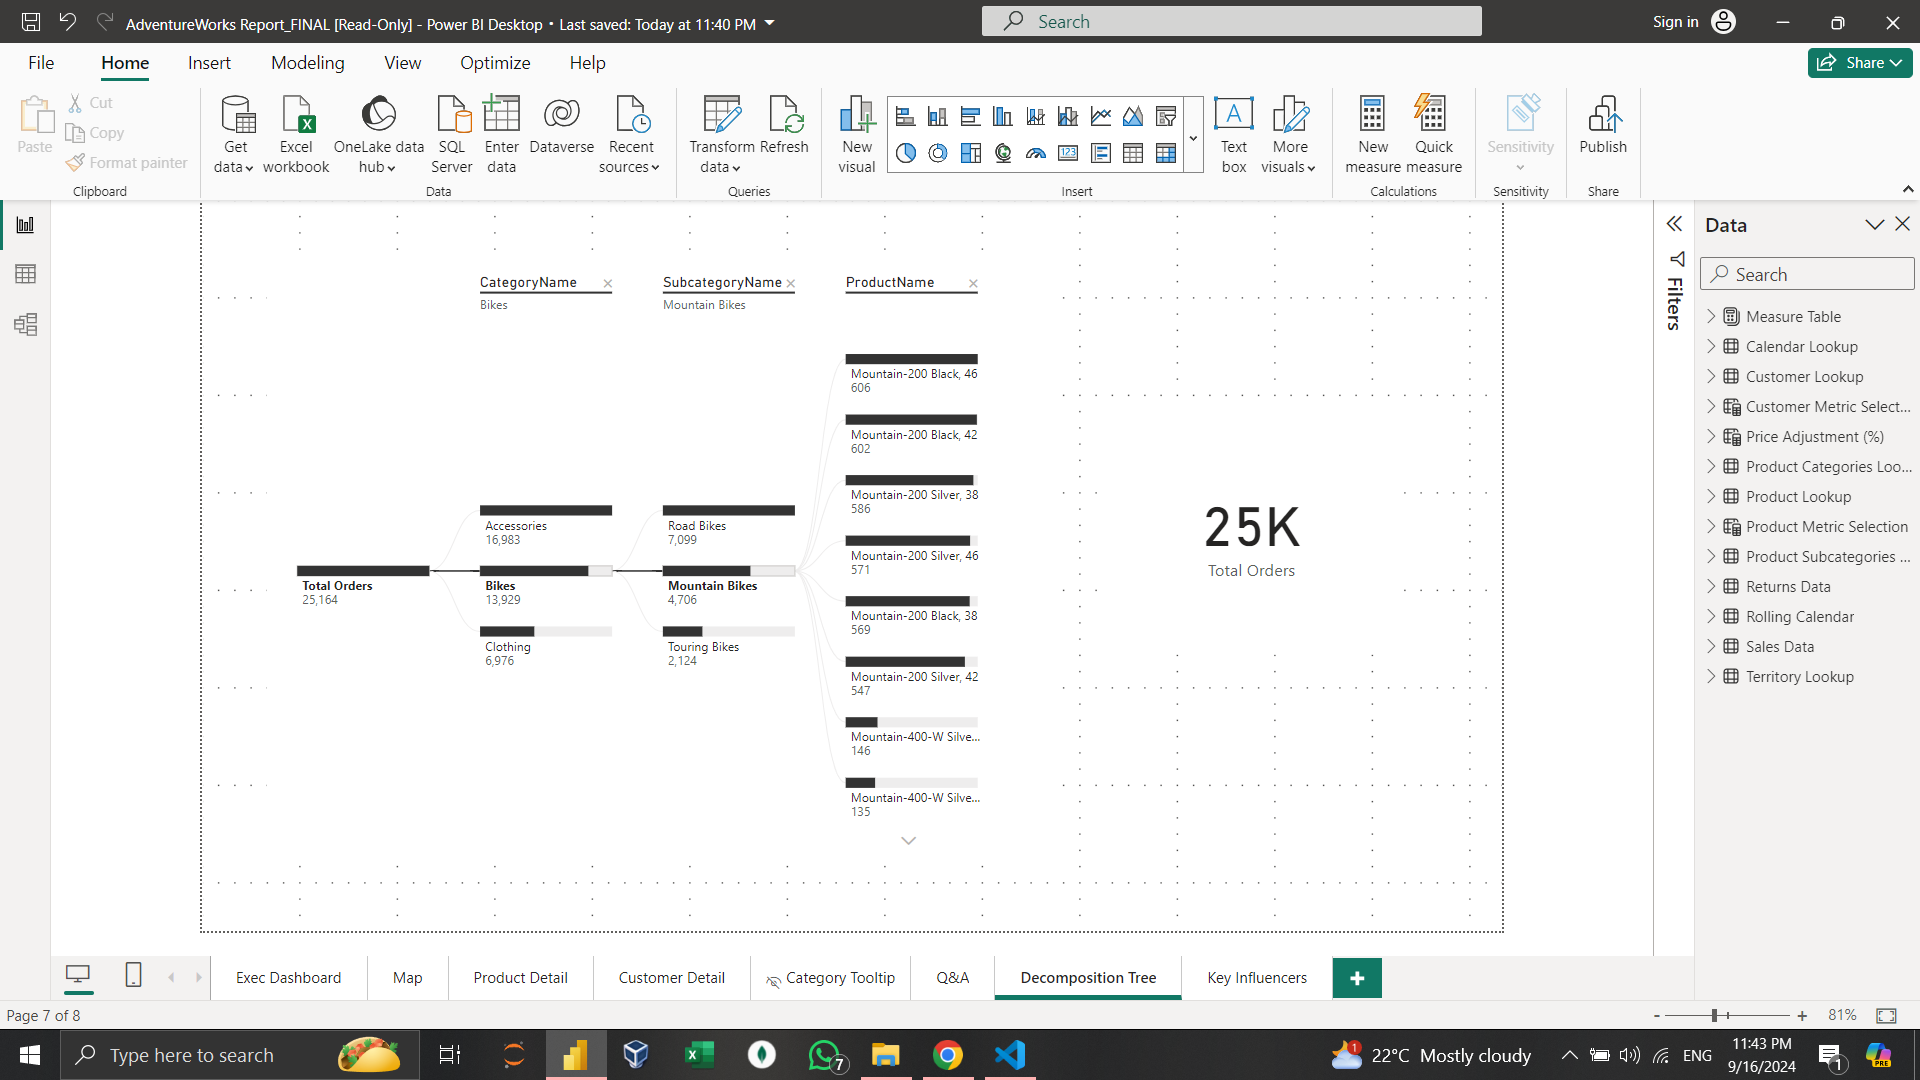 AdventureWorks Report_FINAL [Read-Only] - Power BI Desktop • Last saved: Today at 11:40 PM
Search
Sign in
File
Home
Insert
Modeling
View
Optimize
Help
Share
Paste
Cut
Copy
Format painter
Clipboard
Get data
Excel workbook
OneLake data hub
SQL Server
Enter data
Dataverse
Recent sources
Data
Transform data
Refresh
Queries
New visual
123
Insert
A
Text box
More visuals
New measure
Quick measure
Calculations
Sensitivity
Sensitivity
Publish
Share
CategoryName
Bikes
SubcategoryName
Mountain Bikes
ProductName
Total Orders
25,164
Accessories
16,983
Bikes
13,929
Clothing
6,976
Road Bikes
7,099
Mountain Bikes
4,706
Touring Bikes
2,124
Mountain-200 Black, 46
606
Mountain-200 Black, 42
602
Mountain-200 Silver, 38
586
Mountain-200 Silver, 46
571
Mountain-200 Black, 38
569
Mountain-200 Silver, 42
547
Mountain-400-W Silve...
146
Mountain-400-W Silve...
135
25K
Total Orders
Filters
Data
Search
Measure Table
Calendar Lookup
Customer Lookup
Customer Metric Select...
Price Adjustment (%)
Product Categories Loo...
Product Lookup
Product Metric Selection
Product Subcategories ...
Returns Data
Rolling Calendar
Sales Data
Territory Lookup
Exec Dashboard
Map
Product Detail
Customer Detail
Category Tooltip
Q&A
Decomposition Tree
Key Influencers
+
Page 7 of 8
- + 81%
Type here to search
7
1
22°C Mostly cloudy
ENG
11:43 PM
9/16/2024
1
PRE